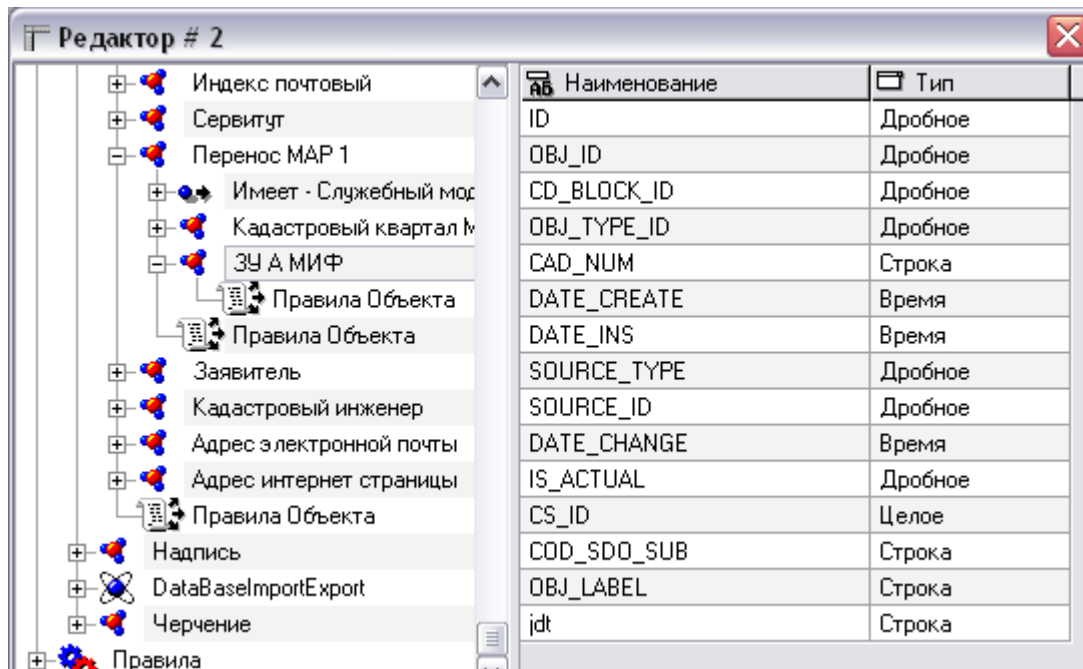 Редактор # 2
Индекс почтовый
Сервитут
Перенос MAP 1
Имеет - Служебный мод
Кадастровый квартал М
ЗУ А МИФ
Правила Объекта
Правила Объекта
Заявитель
Кадастровый инженер
Адрес электронной почты
Адрес интернет страницы
Правила Объекта
Надпись
DataBaseImportExport
Черчение
Правила
Наименование Тип
ID Дробное
OBJ_ID Дробное
CD_BLOCK_ID Дробное
OBJ_TYPE_ID Дробное
CAD_NUM Строка
DATE_CREATE Время
DATE_INS Время
SOURCE_TYPE Дробное
SOURCE_ID Дробное
DATE_CHANGE Время
IS_ACTUAL Дробное
CS_ID Целое
COD_SDO_SUB Строка
OBJ_LABEL Строка
jdt Строка